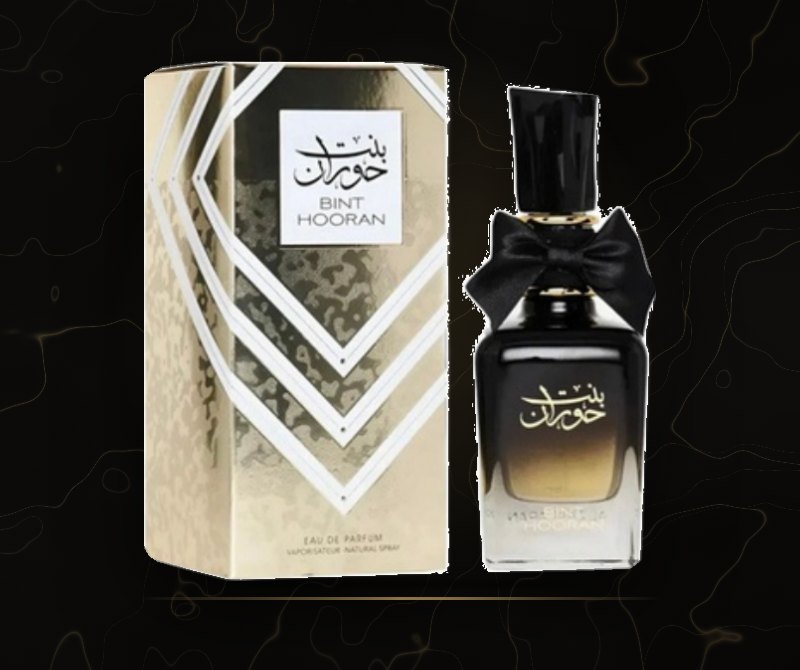 بنت
حوران
BINT
HOORAN
EAU DE PARFUM
VAPORISATEUR-NATURAL SPRAY
بنت
حوران
BINT
HOORAN